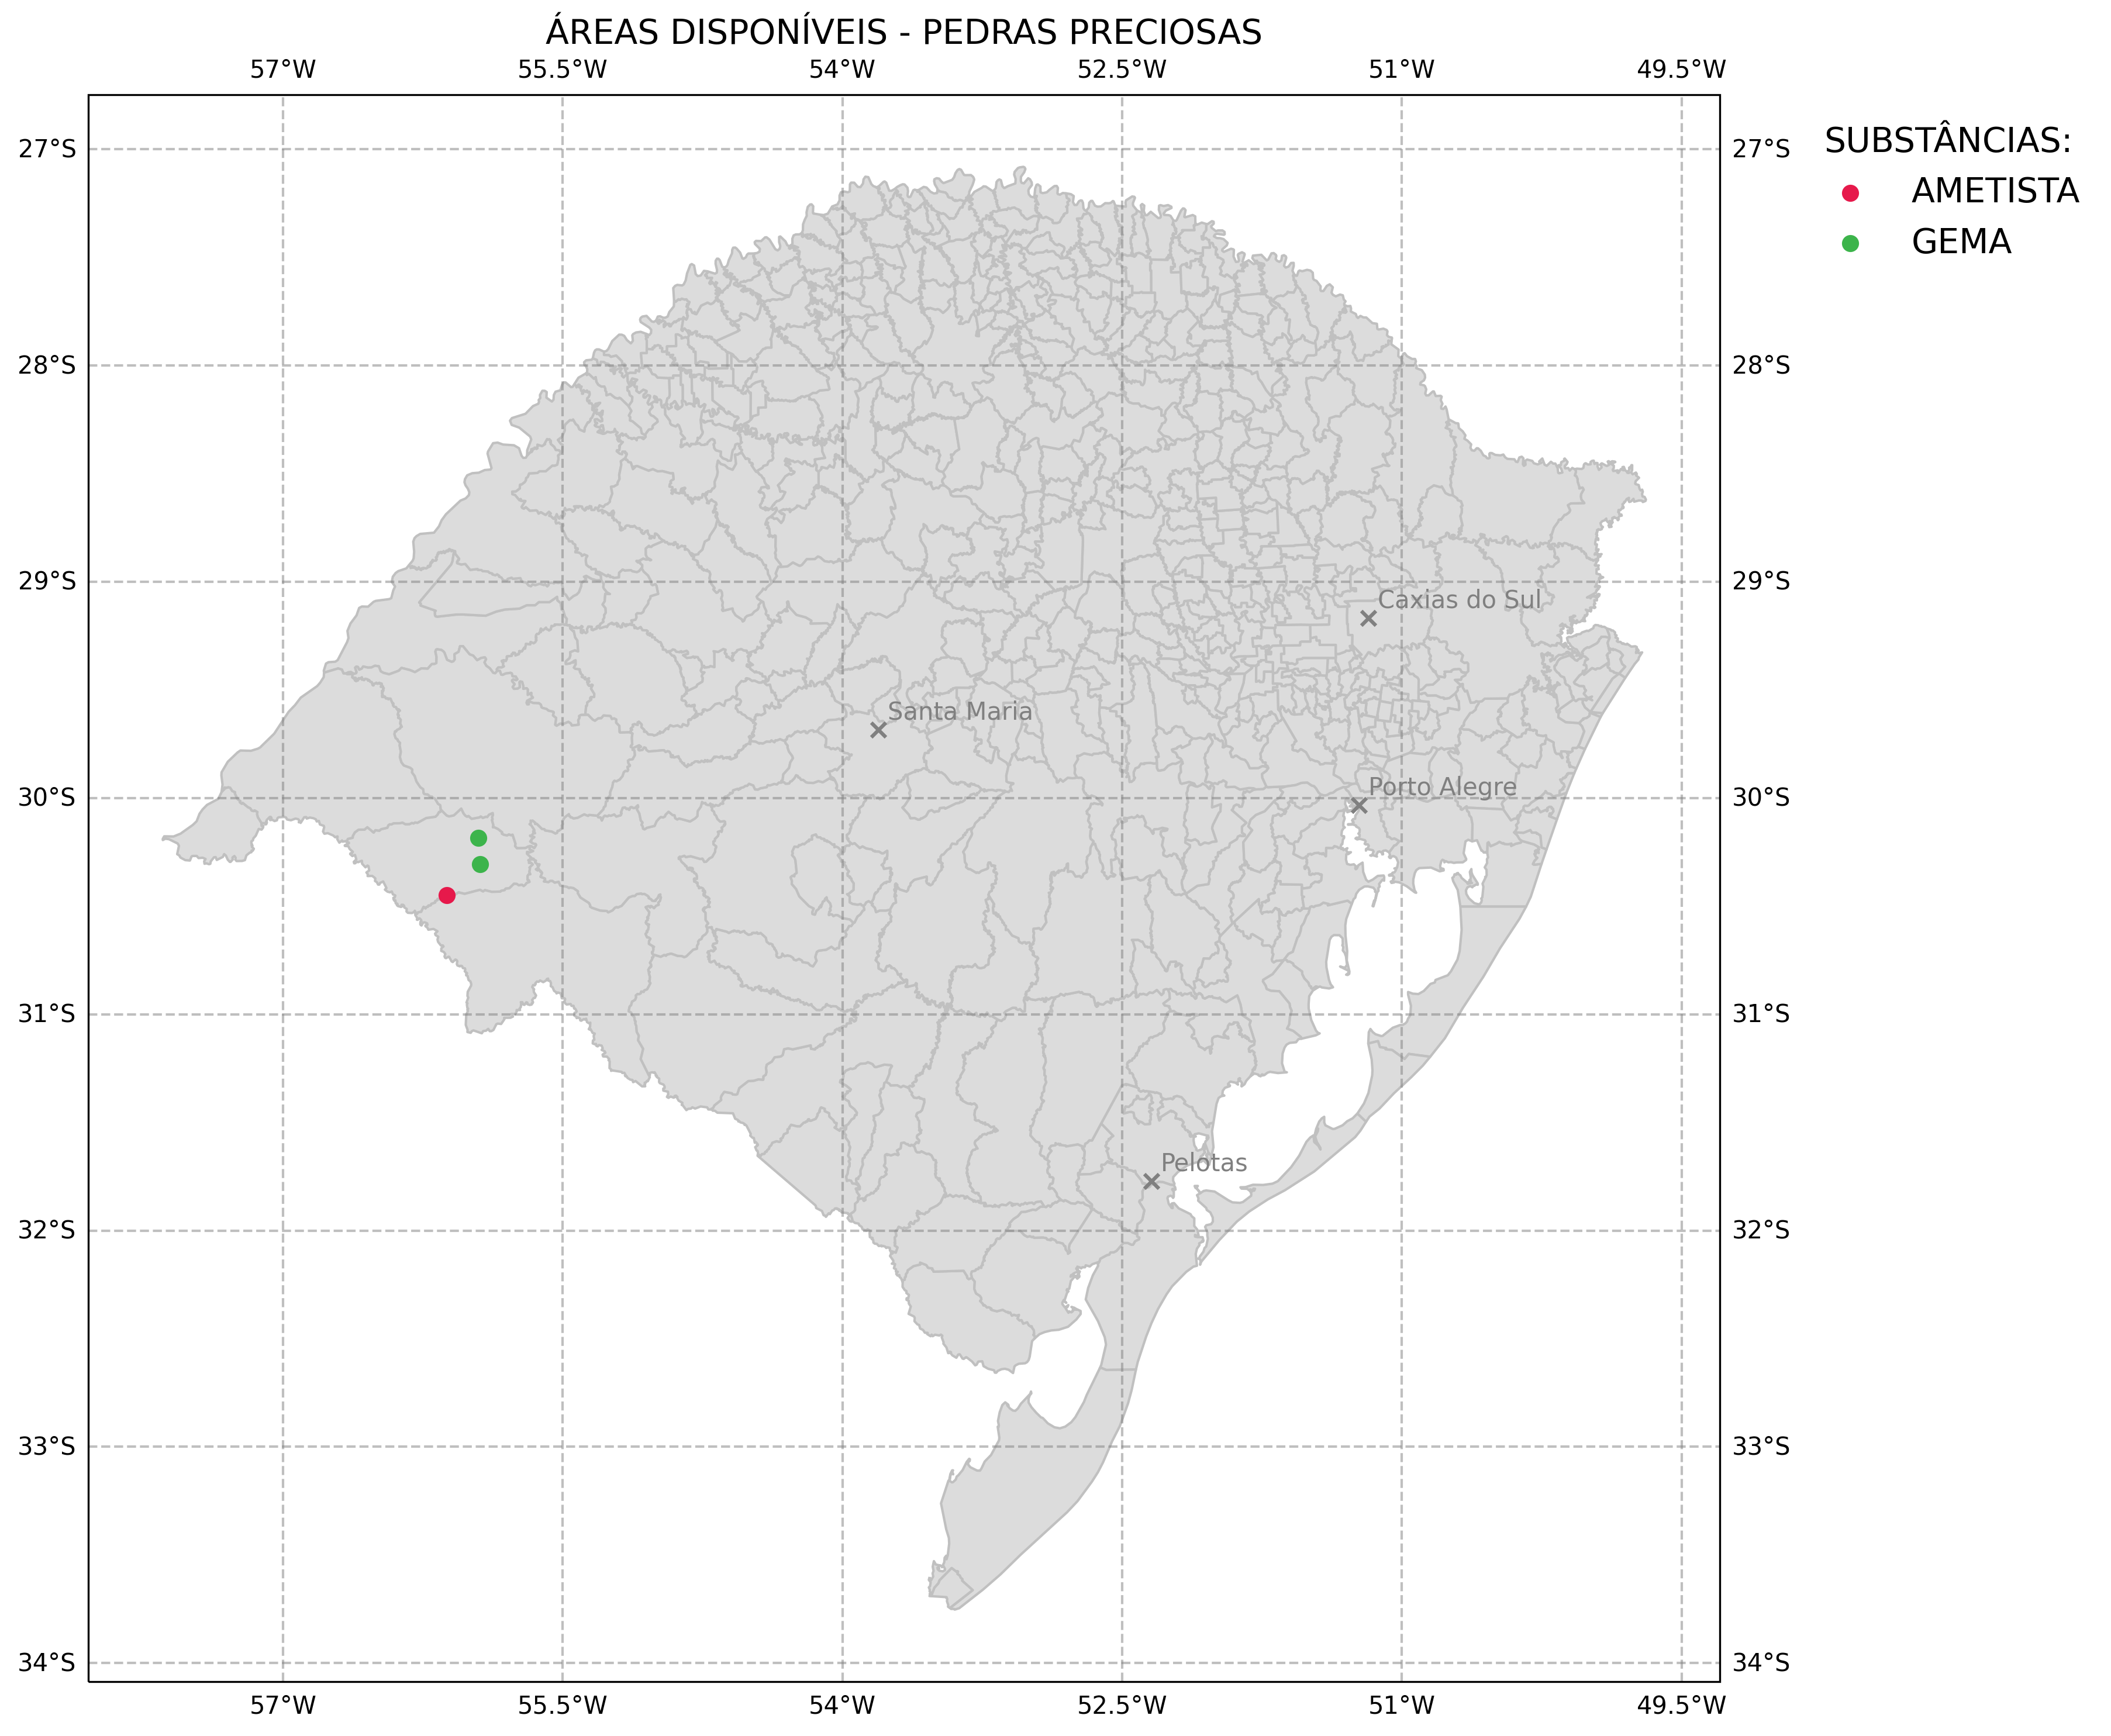 ÁREAS DISPONÍVEIS - PEDRAS PRECIOSAS
57°W 55.5°W 54°W 52.5°W 51°W 49.5°W
SUBSTÂNCIAS:
AMETISTA
GEMA
27°S 27°S
28°S 28°S
29°S 29°S
Caxias do Sul
Santa Maria
Porto Alegre
30°S 30°S
31°S 31°S
Pelotas
32°S 32°S
33°S 33°S
34°S 34°S
57°W 55.5°W 54°W 52.5°W 51°W 49.5°W